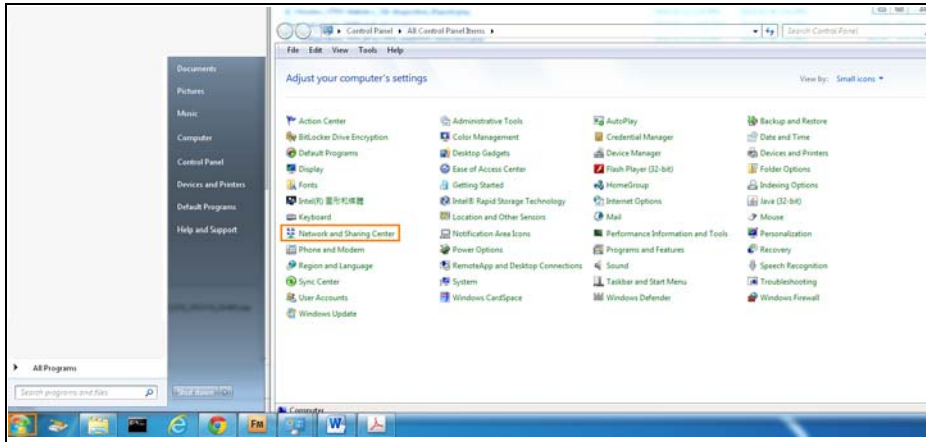 Control Panel ▸ All Control Panel Items ▸
Search Control Panel
File Edit View Tools Help
Adjust your computer's settings
View by: Small icons
Action Center
Administrative Tools
AutoPlay
Backup and Restore
BitLocker Drive Encryption
Color Management
Credential Manager
Date and Time
Default Programs
Desktop Gadgets
Device Manager
Devices and Printers
Display
Ease of Access Center
Flash Player (32-bit)
Folder Options
Fonts
Getting Started
HomeGroup
Indexing Options
Intel(R) 圖形和媒體
Intel® Rapid Storage Technology
Internet Options
Java (32-bit)
Keyboard
Location and Other Sensors
Mail
Mouse
Network and Sharing Center
Notification Area Icons
Performance Information and Tools
Personalization
Phone and Modem
Power Options
Programs and Features
Recovery
Region and Language
RemoteApp and Desktop Connections
Sound
Speech Recognition
Sync Center
System
Taskbar and Start Menu
Troubleshooting
User Accounts
Windows CardSpace
Windows Defender
Windows Firewall
Windows Update
Documents
Pictures
Music
Computer
Control Panel
Devices and Printers
Default Programs
Help and Support
All Programs
Search programs and files
Shut down
Computer
FM
W